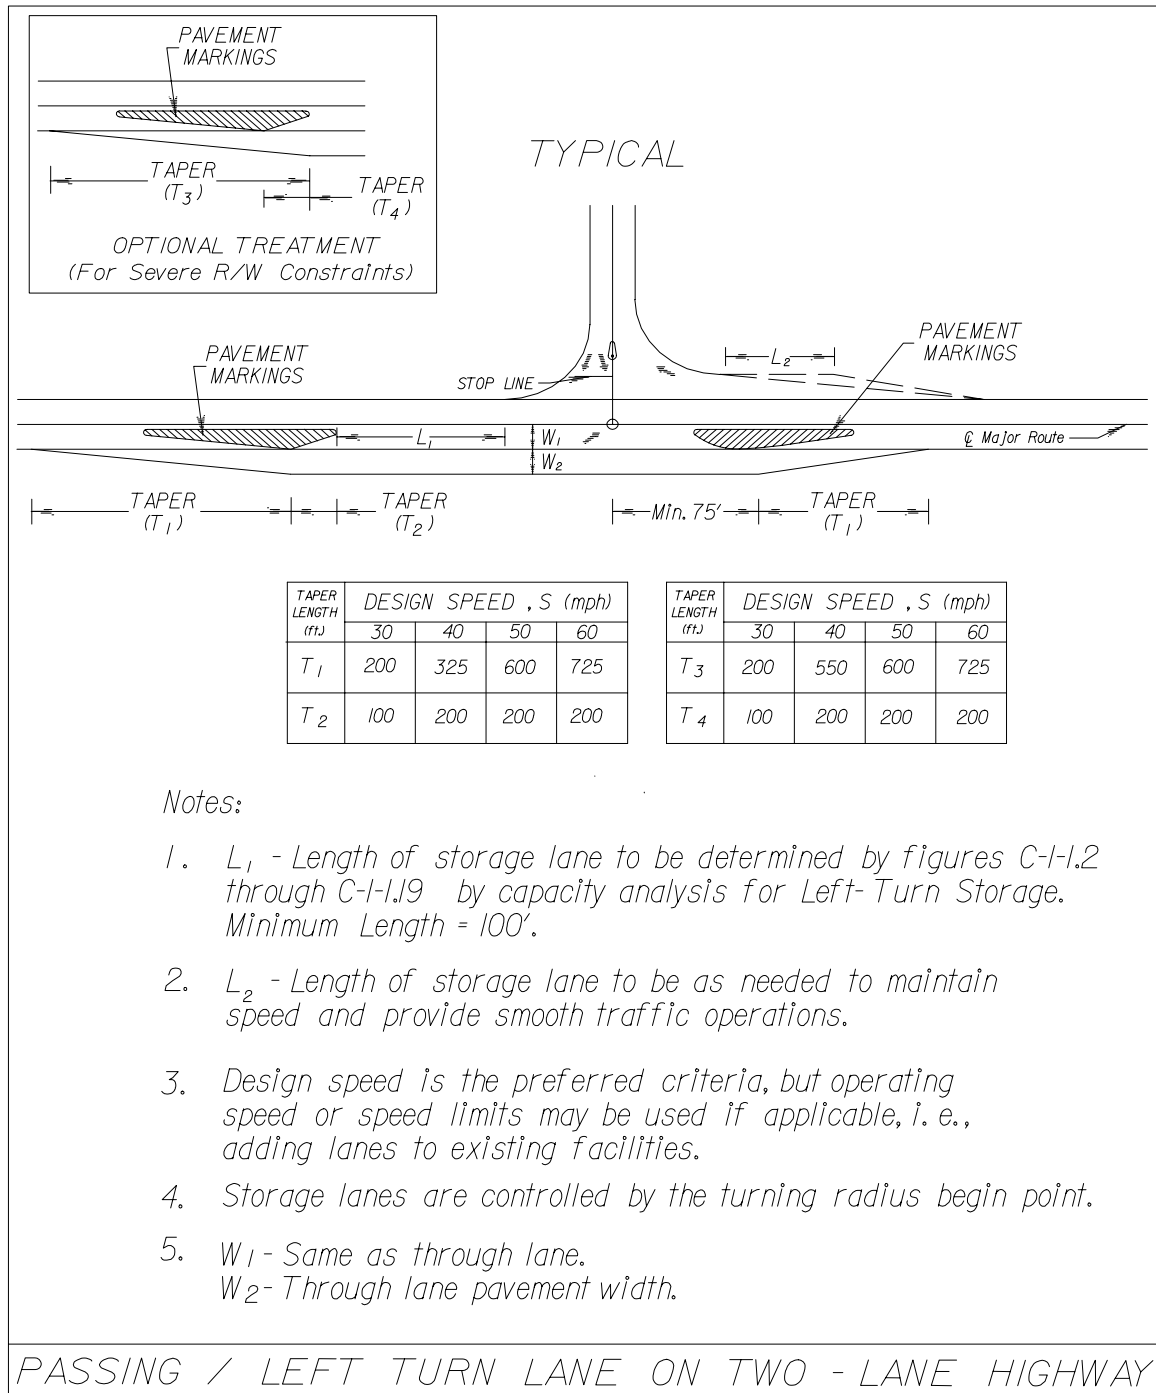 PAVEMENT
MARKINGS
TAPER
(T3)
TAPER
(T4)
OPTIONAL TREATMENT
(For Severe R/W Constraints)
TYPICAL
PAVEMENT
MARKINGS
STOP LINE
L2
PAVEMENT
MARKINGS
L1
W1
W2
℄ Major Route
TAPER
(T1)
TAPER
(T2)
Min. 75'
TAPER
(T1)
TAPER LENGTH (ft.) DESIGN SPEED , S (mph)
30 40 50 60
T1 200 325 600 725
T2 100 200 200 200
TAPER LENGTH (ft.) DESIGN SPEED , S (mph)
30 40 50 60
T3 200 550 600 725
T4 100 200 200 200
Notes:
1. L1 - Length of storage lane to be determined by figures C-1-1.2
through C-1-1.19 by capacity analysis for Left-Turn Storage.
Minimum Length = 100'.
2. L2 - Length of storage lane to be as needed to maintain
speed and provide smooth traffic operations.
3. Design speed is the preferred criteria, but operating
speed or speed limits may be used if applicable, i.e.,
adding lanes to existing facilities.
4. Storage lanes are controlled by the turning radius begin point.
5. W1 - Same as through lane.
W2 - Through lane pavement width.
PASSING / LEFT TURN LANE ON TWO - LANE HIGHWAY